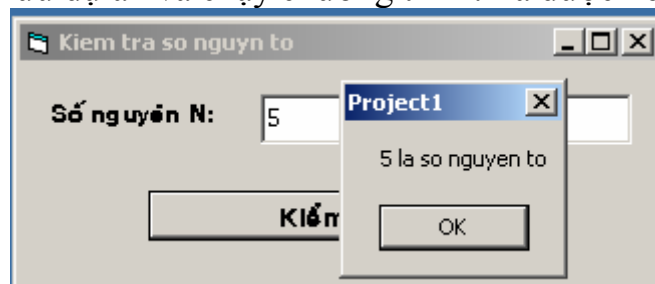 Kiem tra so nguyn to
Số nguyên N:
5
Project1
5 la so nguyen to
OK